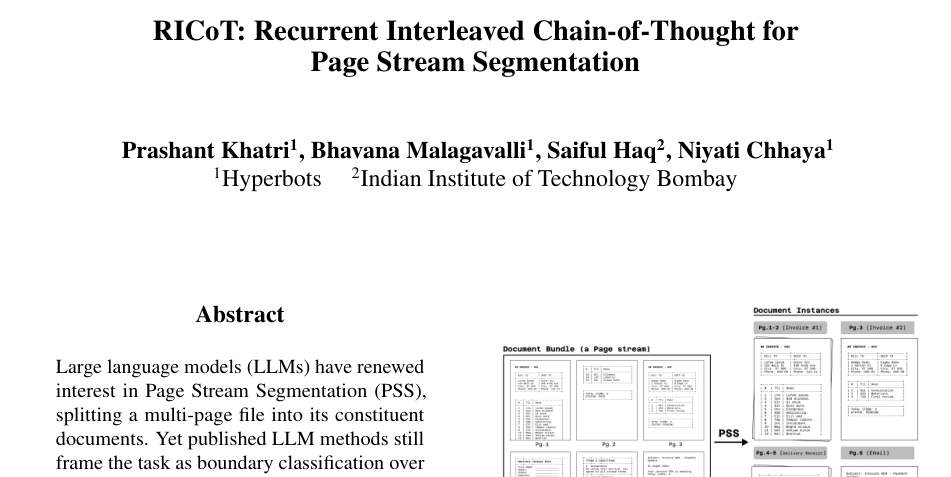 RICoT: Recurrent Interleaved Chain-of-Thought for
Page Stream Segmentation
Prashant Khatri¹, Bhavana Malagavalli¹, Saiful Haq², Niyati Chhaya¹
¹Hyperbots ²Indian Institute of Technology Bombay
Abstract
Large language models (LLMs) have renewed
interest in Page Stream Segmentation (PSS),
splitting a multi-page file into its constituent
documents. Yet published LLM methods still
frame the task as boundary classification over
Document Bundle (a Page stream)
Pg.1
Pg.2
Pg.3
PSS
Document Instances
Pg.1-2 (Invoice #1)
Pg.3 (Invoice #2)
Pg.4-5 (Delivery Receipt)
Pg.6 (Email)